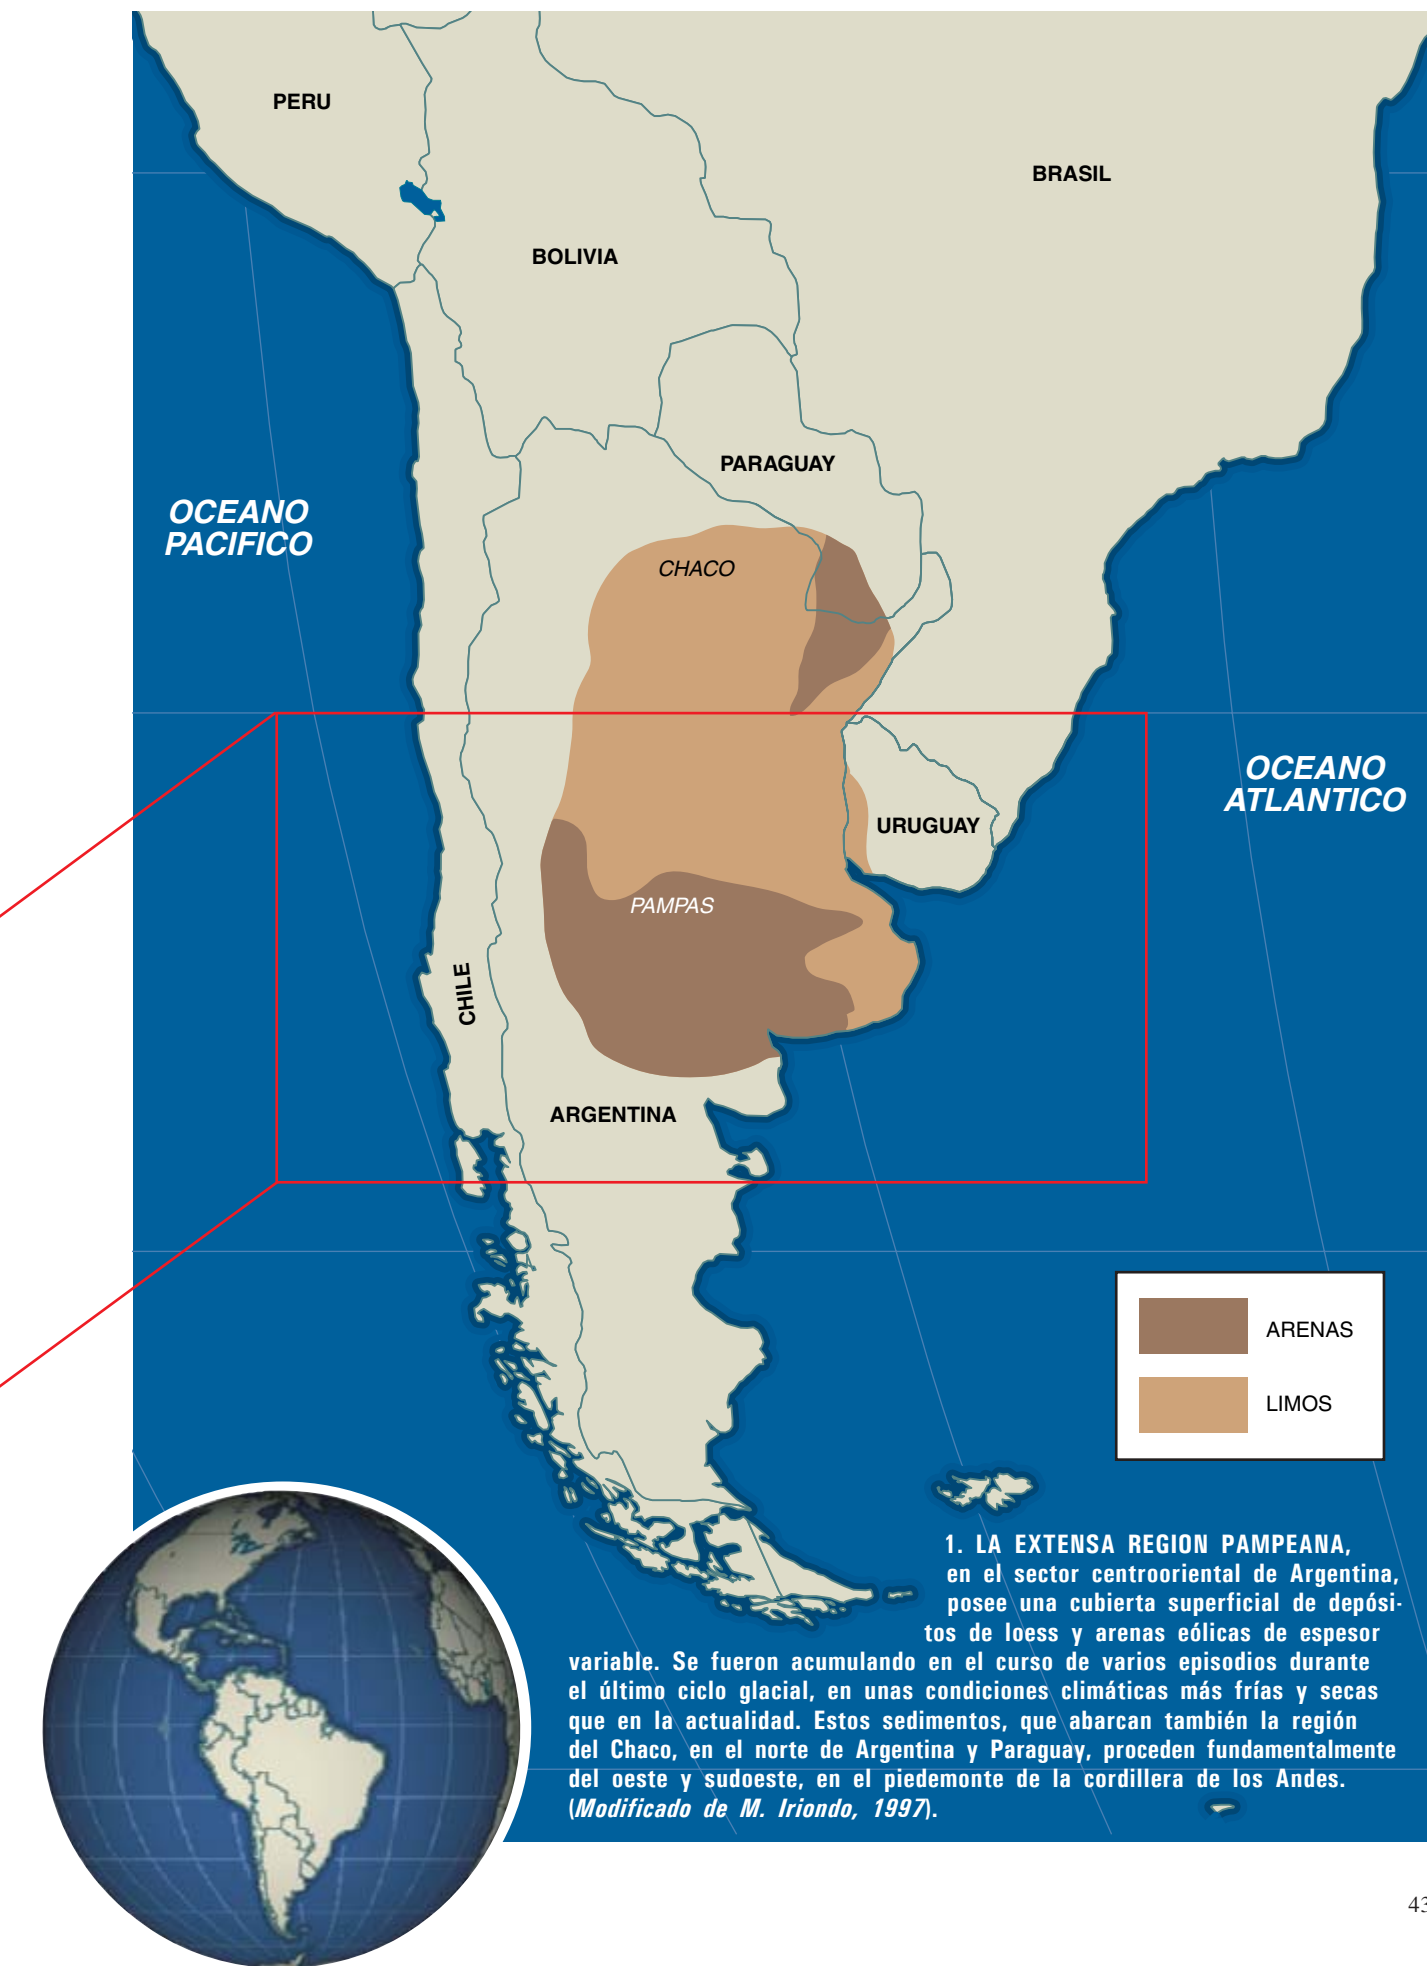 PERU
BRASIL
BOLIVIA
PARAGUAY
OCEANO
PACIFICO
CHACO
OCEANO
ATLANTICO
URUGUAY
PAMPAS
CHILE
ARGENTINA
ARENAS
LIMOS
1. LA EXTENSA REGION PAMPEANA,
en el sector centrooriental de Argentina,
posee una cubierta superficial de depósi-
tos de loess y arenas eólicas de espesor
variable. Se fueron acumulando en el curso de varios episodios durante
el último ciclo glacial, en unas condiciones climáticas más frías y secas
que en la actualidad. Estos sedimentos, que abarcan también la región
del Chaco, en el norte de Argentina y Paraguay, proceden fundamentalmente
del oeste y sudoeste, en el piedemonte de la cordillera de los Andes.
(Modificado de M. Iriondo, 1997).
43